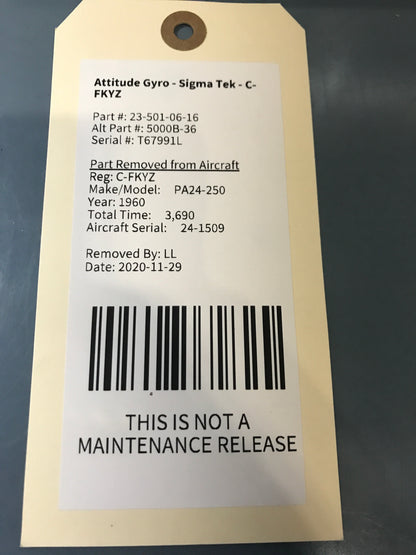 Attitude Gyro - Sigma Tek - C-
FKYZ
Part #: 23-501-06-16
Alt Part #: 5000B-36
Serial #: T67991L
Part Removed from Aircraft
Reg: C-FKYZ
Make/Model: PA24-250
Year: 1960
Total Time: 3,690
Aircraft Serial: 24-1509
Removed By: LL
Date: 2020-11-29
THIS IS NOT A
MAINTENANCE RELEASE